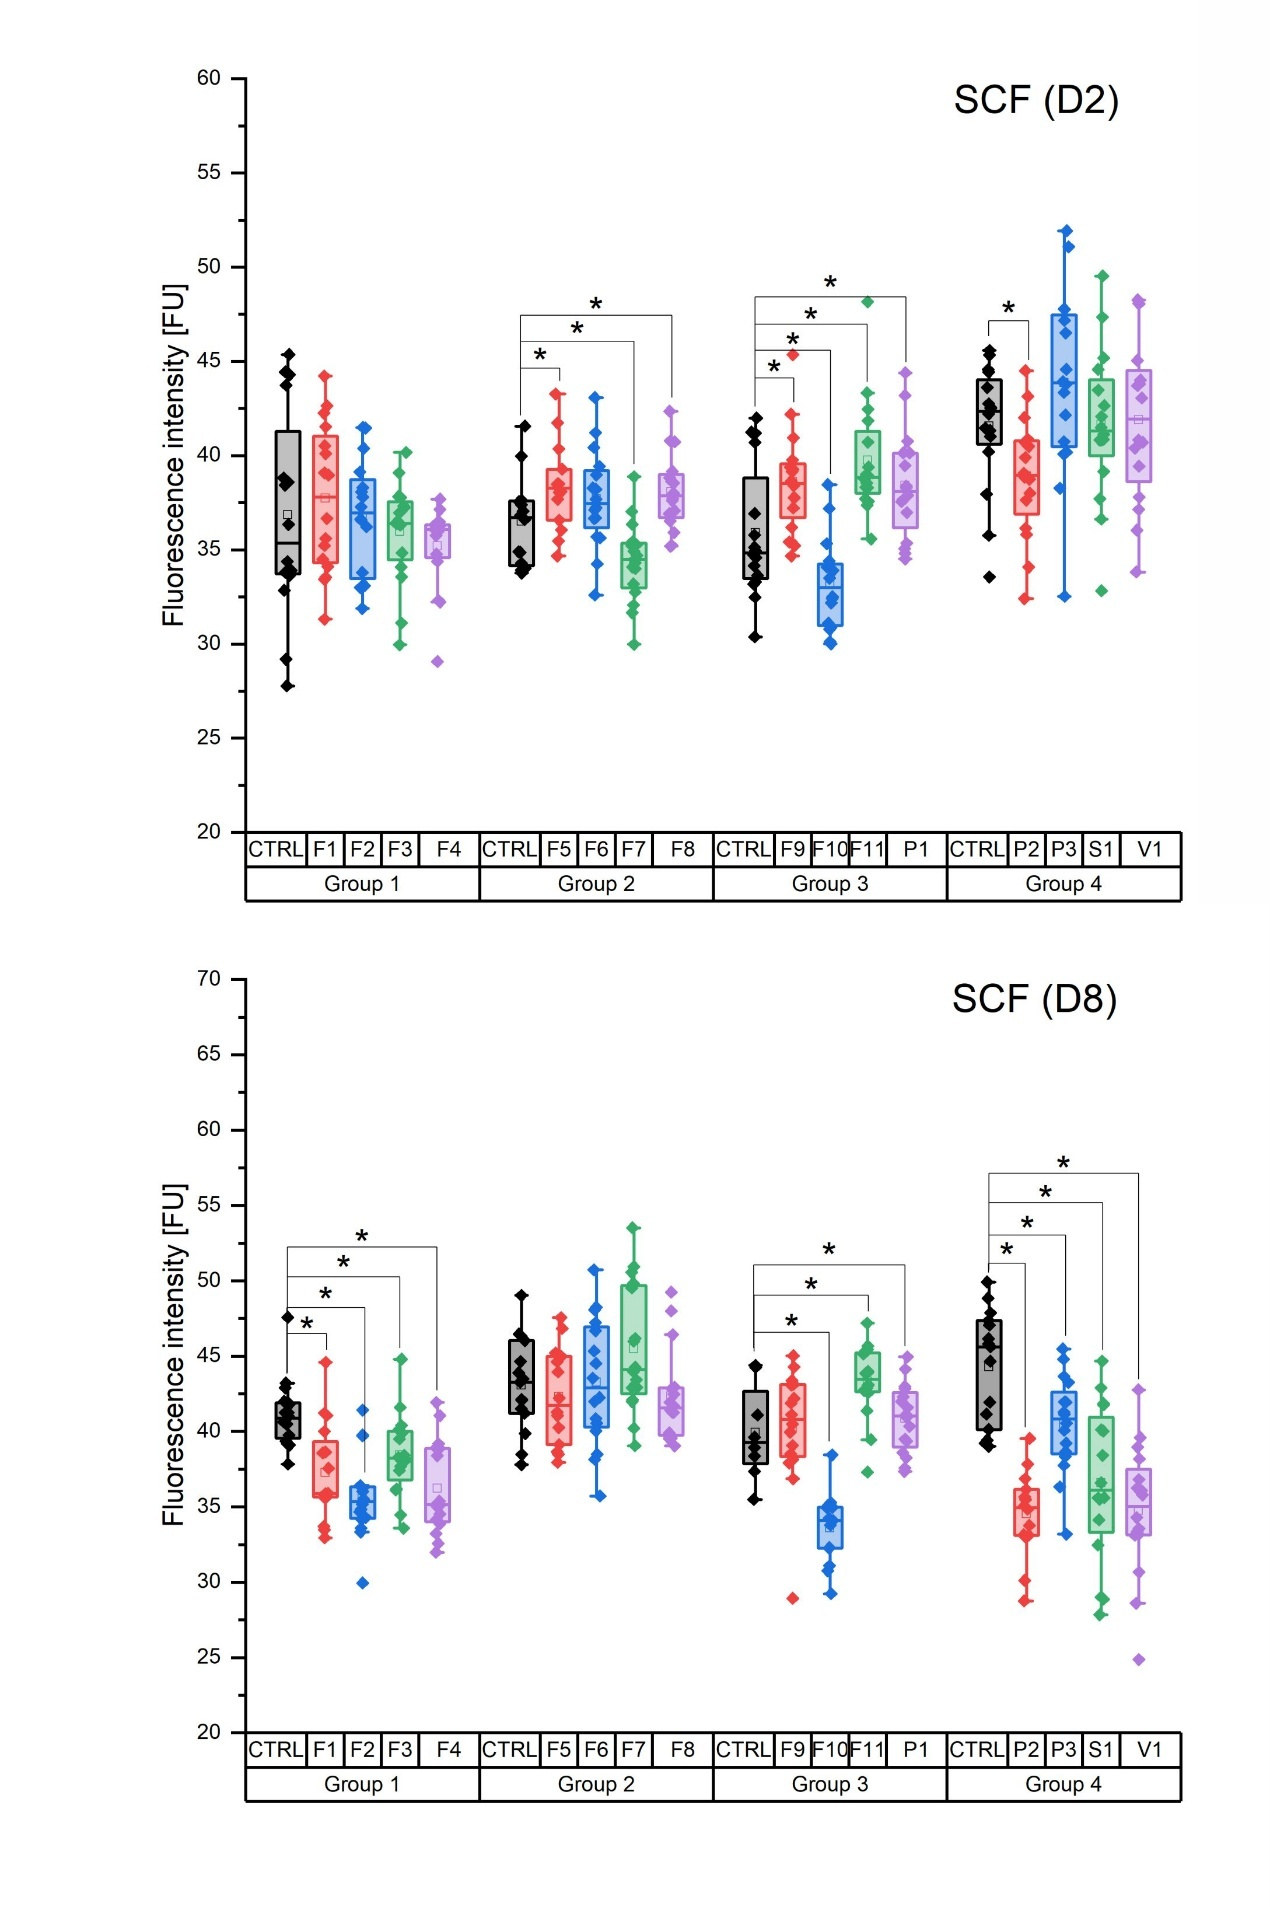 SCF (D2)
Fluorescence intensity [FU]
60
55
50
45
40
35
30
25
20
* * * * * * * *
CTRL F1 F2 F3 F4 CTRL F5 F6 F7 F8 CTRL F9 F10 F11 P1 CTRL P2 P3 S1 V1
Group 1 Group 2 Group 3 Group 4
SCF (D8)
Fluorescence intensity [FU]
70
65
60
55
50
45
40
35
30
25
20
* * * * * * * * * * *
CTRL F1 F2 F3 F4 CTRL F5 F6 F7 F8 CTRL F9 F10 F11 P1 CTRL P2 P3 S1 V1
Group 1 Group 2 Group 3 Group 4